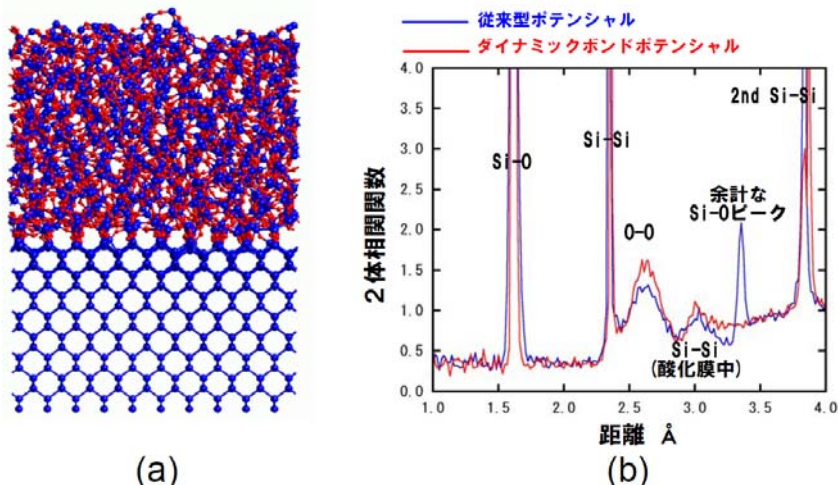 従来型ポテンシャル
ダイナミックボンドポテンシャル
4.0
3.5
3.0
2.5
2.0
1.5
1.0
0.5
0.0
2体相関関数
Si-O
Si-Si
O-O
2nd Si-Si
余計な
Si-Oピーク
Si-Si
(酸化膜中)
1.0 1.5 2.0 2.5 3.0 3.5 4.0
距離 Å
(a) (b)